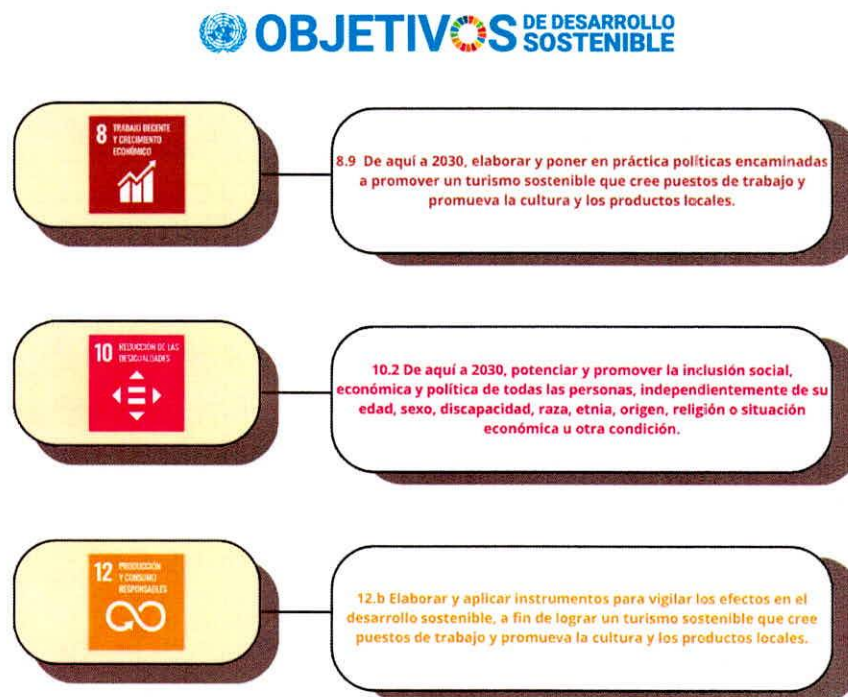 OBJETIVOS DE DESARROLLO
SOSTENIBLE
8 TRABAJO DECENTE
Y CRECIMIENTO
ECONÓMICO
8.9 De aquí a 2030, elaborar y poner en práctica políticas encaminadas
a promover un turismo sostenible que cree puestos de trabajo y
promueva la cultura y los productos locales.
10 REDUCCIÓN DE LAS
DESIGUALDADES
10.2 De aquí a 2030, potenciar y promover la inclusión social,
económica y política de todas las personas, independientemente de su
edad, sexo, discapacidad, raza, etnia, origen, religión o situación
económica u otra condición.
12 PRODUCCIÓN
Y CONSUMO
RESPONSABLES
12.b Elaborar y aplicar instrumentos para vigilar los efectos en el
desarrollo sostenible, a fin de lograr un turismo sostenible que cree
puestos de trabajo y promueva la cultura y los productos locales.